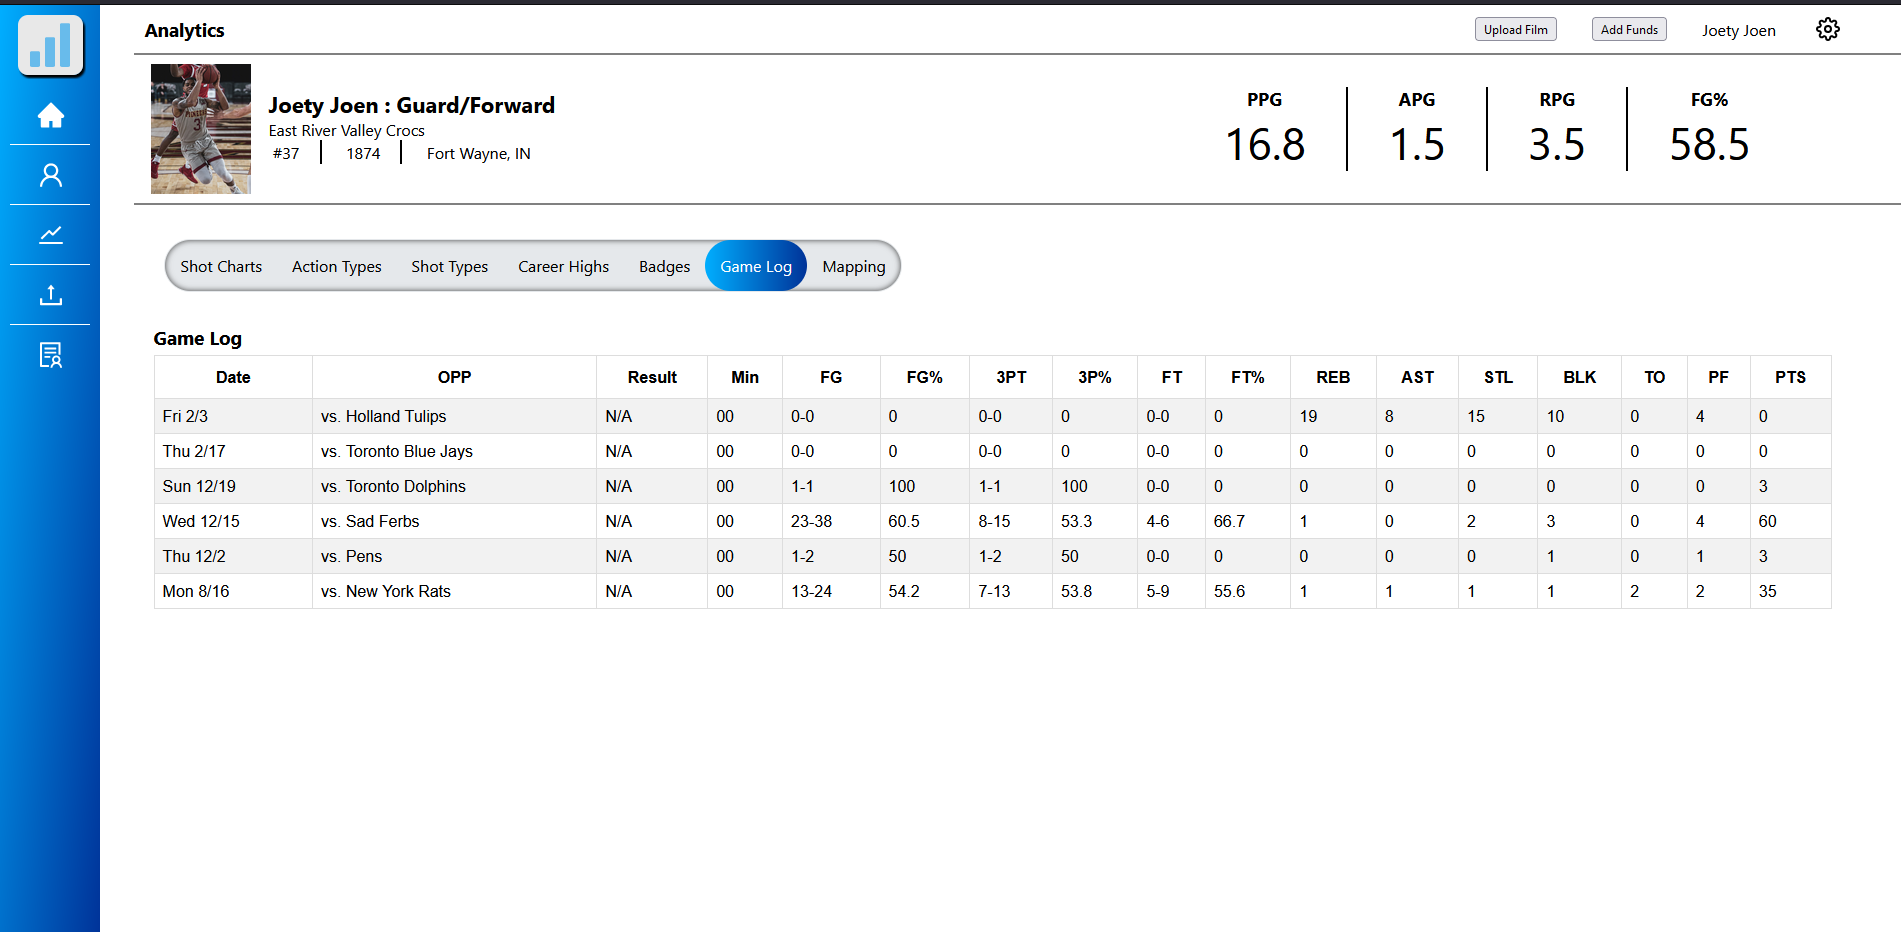 Analytics
Upload Film
Add Funds
Joety Joen
Joety Joen : Guard/Forward
East River Valley Crocs
#37 1874 Fort Wayne, IN
PPG APG RPG FG%
16.8 1.5 3.5 58.5
Shot Charts Action Types Shot Types Career Highs Badges Game Log Mapping
Game Log
Date OPP Result Min FG FG% 3PT 3P% FT FT% REB AST STL BLK TO PF PTS
Fri 2/3 vs. Holland Tulips N/A 00 0-0 0 0-0 0 0-0 0 19 8 15 10 0 4 0
Thu 2/17 vs. Toronto Blue Jays N/A 00 0-0 0 0-0 0 0-0 0 0 0 0 0 0 0 0
Sun 12/19 vs. Toronto Dolphins N/A 00 1-1 100 1-1 100 0-0 0 0 0 0 0 0 0 3
Wed 12/15 vs. Sad Ferbs N/A 00 23-38 60.5 8-15 53.3 4-6 66.7 1 0 2 3 0 4 60
Thu 12/2 vs. Pens N/A 00 1-2 50 1-2 50 0-0 0 0 0 0 1 0 1 3
Mon 8/16 vs. New York Rats N/A 00 13-24 54.2 7-13 53.8 5-9 55.6 1 1 1 1 2 2 35